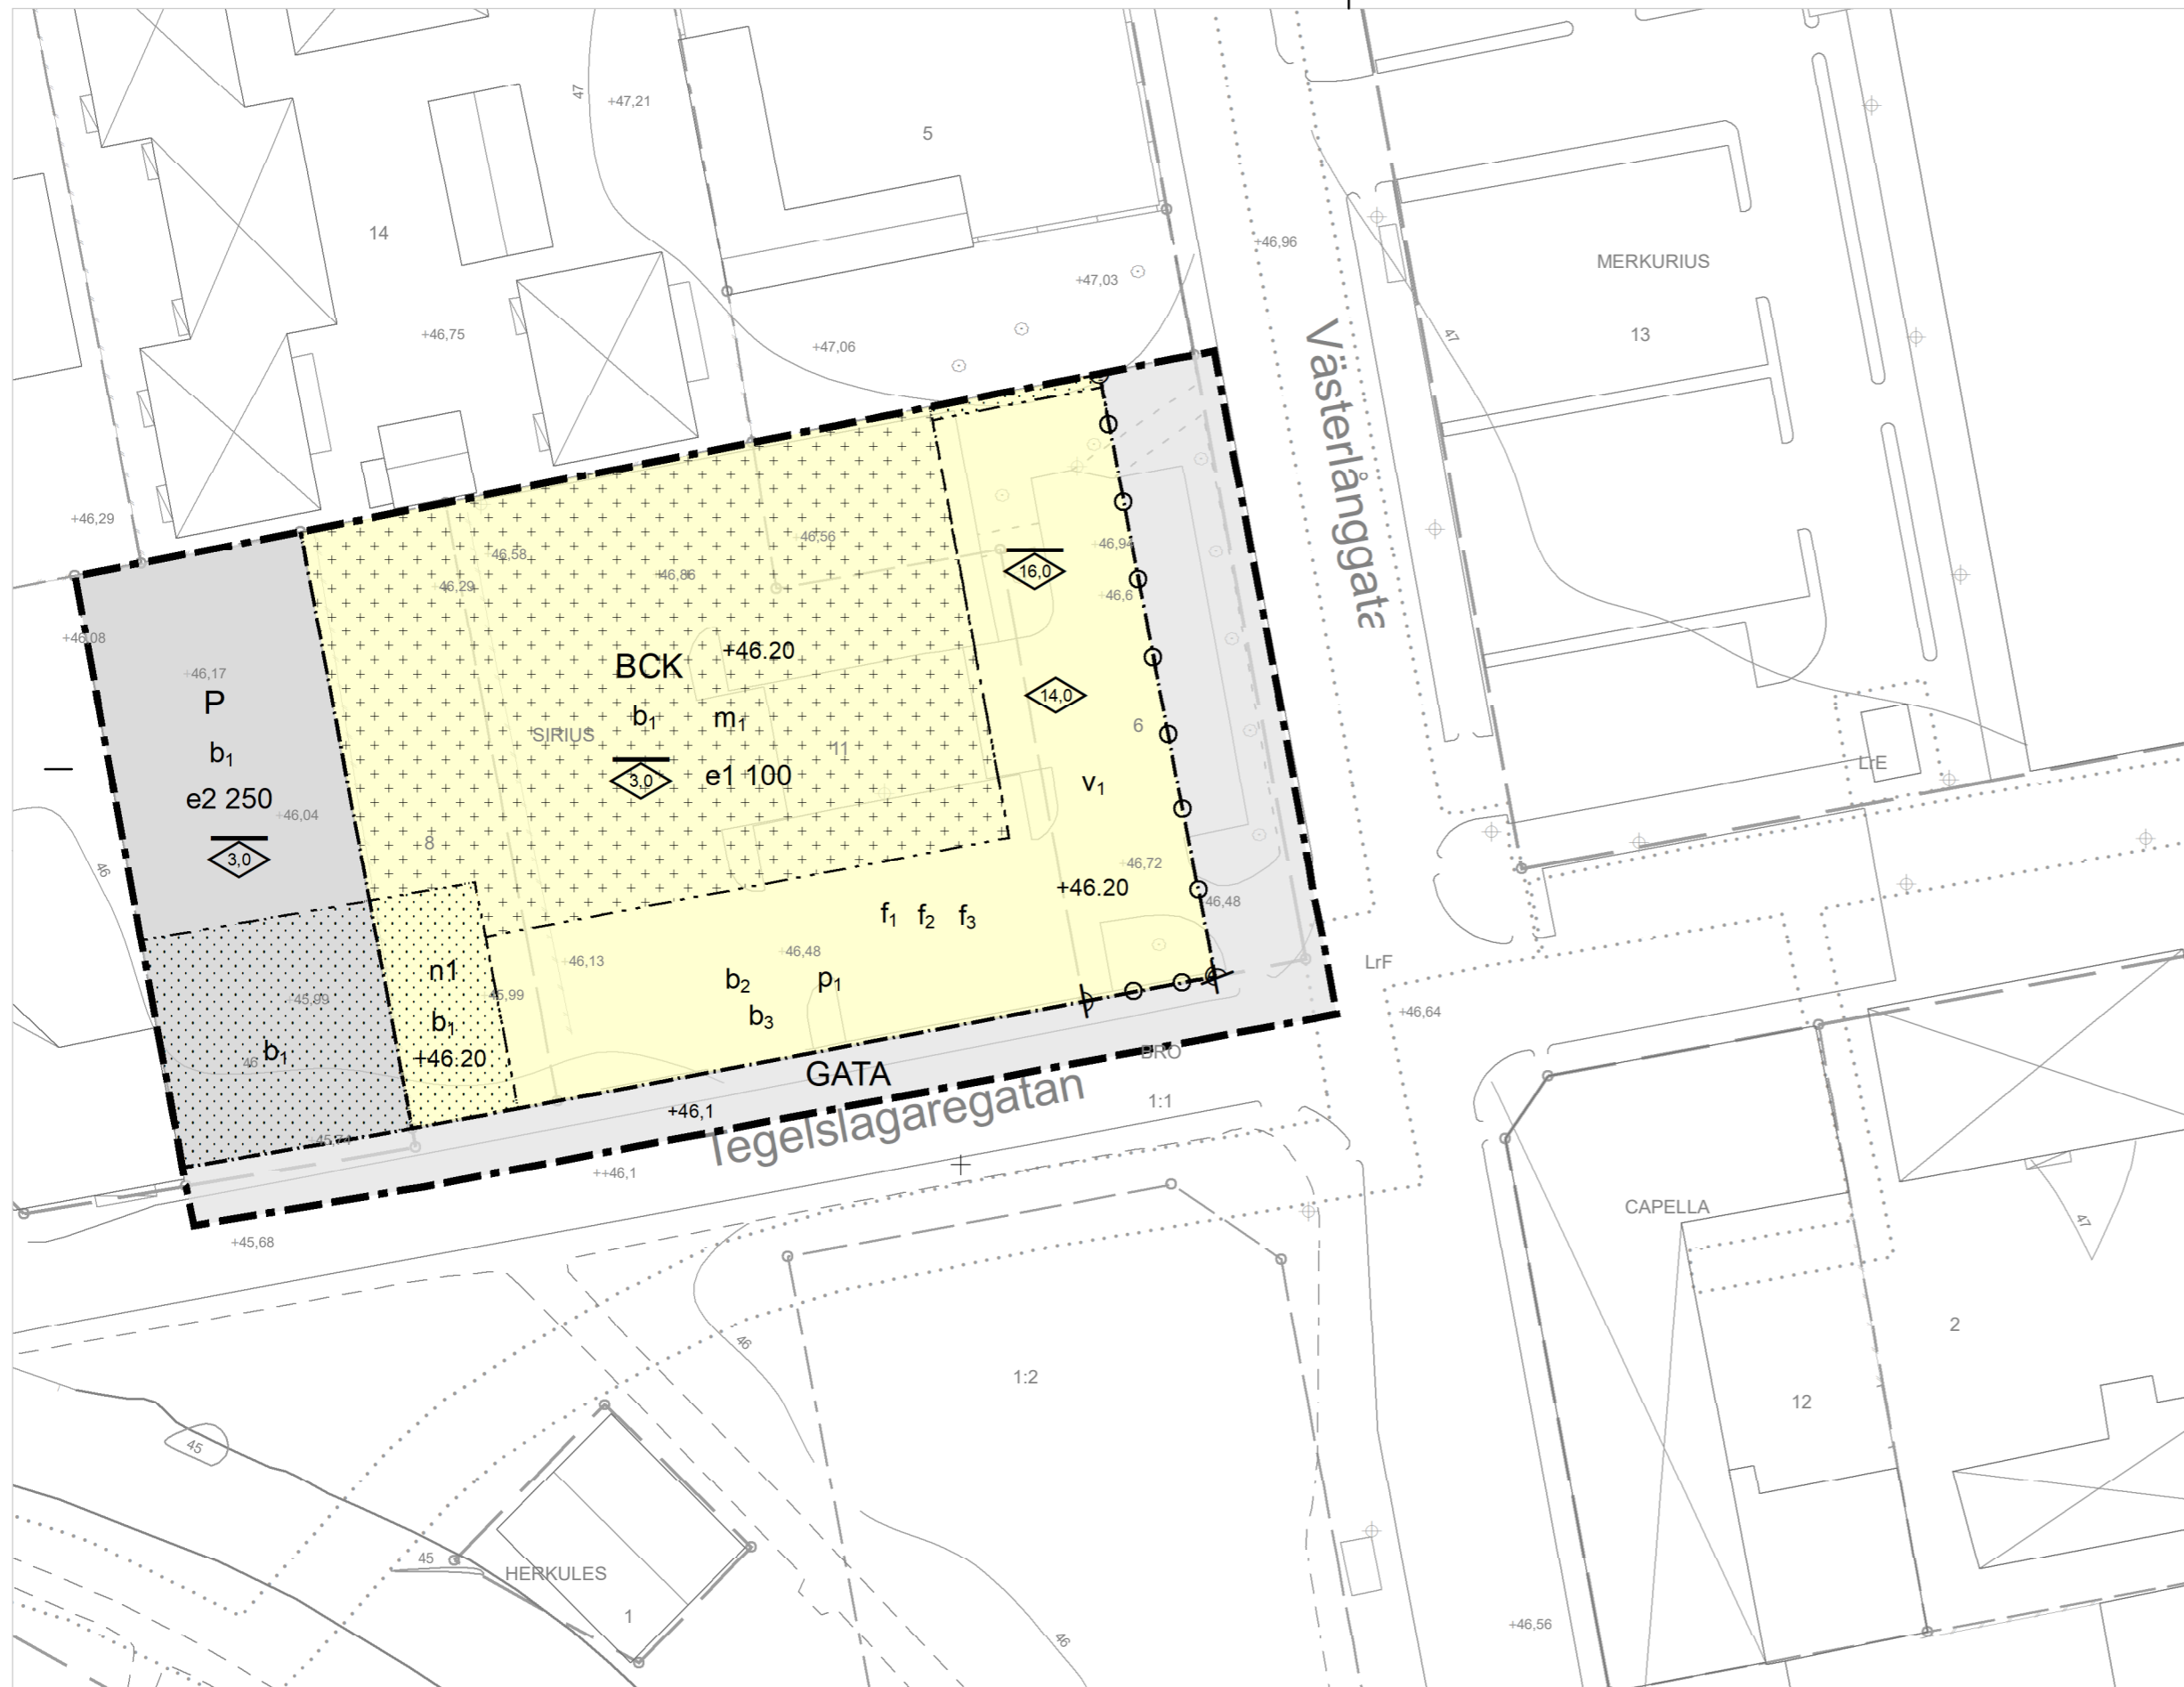 47
+47,21
5
14
+46,96
MERKURIUS
+47,03
13
47
+46,75
+47,06
Västerlånggata
+46,29
+46,58
+46,56
+46,94
16,0
+46,29
+46,86
+46,6
+46,08
+46.20
+46,17
BCK
P
14,0
b1
m1
6
SIRIUS
11
b1
LrE
3,0
e1 100
v1
e2 250
+46,04
8
3,0
46
+46,72
+46.20
+46,48
f1 f2 f3
+46,48
+46,13
LrF
n1
b2
p1
45,99
+45,99
+46,64
b3
b1
BRO
46
b1
+46.20
GATA
1:1
+46,1
Tegelslagaregatan
+45,74
++46,1
CAPELLA
47
+45,68
2
46
1:2
12
45
45
HERKULES
1
46
+46,56